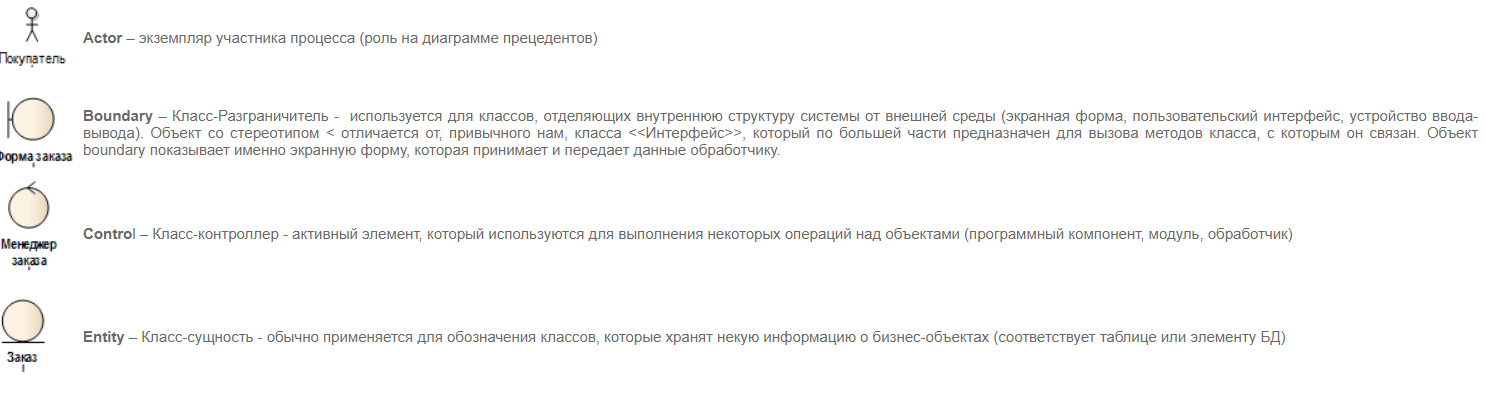 Actor – экземпляр участника процесса (роль на диаграмме прецедентов)
Покупатель
Boundary – Класс-Разграничитель - используется для классов, отделяющих внутреннюю структуру системы от внешней среды (экранная форма, пользовательский интерфейс, устройство ввода-
вывода). Объект со стереотипом < отличается от, привычного нам, класса <<Интерфейс>>, который по большей части предназначен для вызова методов класса, с которым он связан. Объект
boundary показывает именно экранную форму, которая принимает и передает данные обработчику.
Форма заказа
Control – Класс-контроллер - активный элемент, который используются для выполнения некоторых операций над объектами (программный компонент, модуль, обработчик)
Менеджер
заказа
Entity – Класс-сущность - обычно применяется для обозначения классов, которые хранят некую информацию о бизнес-объектах (соответствует таблице или элементу БД)
Заказ